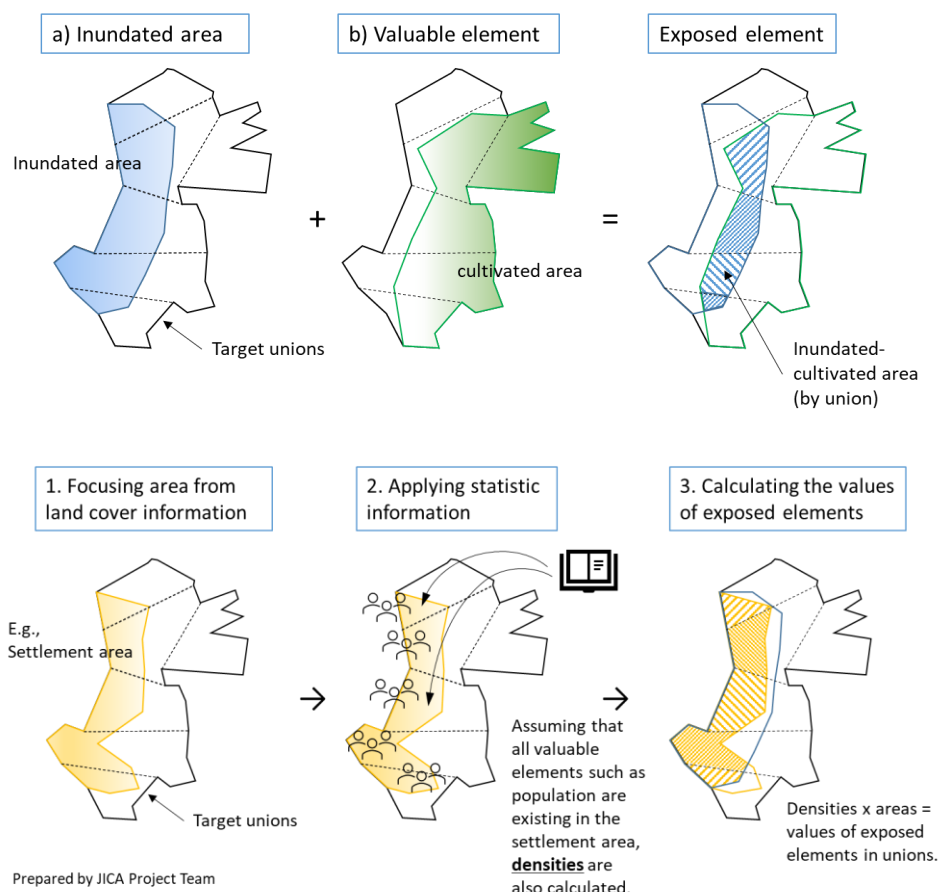 a) Inundated area
b) Valuable element
Exposed element
Inundated area
+
=
cultivated area
Target unions
Inundated-
cultivated area
(by union)
1. Focusing area from
land cover information
2. Applying statistic
information
3. Calculating the values
of exposed elements
E.g.,
Settlement area
→
→
Target unions
Assuming that
all valuable
elements such as
population are
existing in the
settlement area,
densities are
also calculated.
Densities x areas =
values of exposed
elements in unions.
Prepared by JICA Project Team